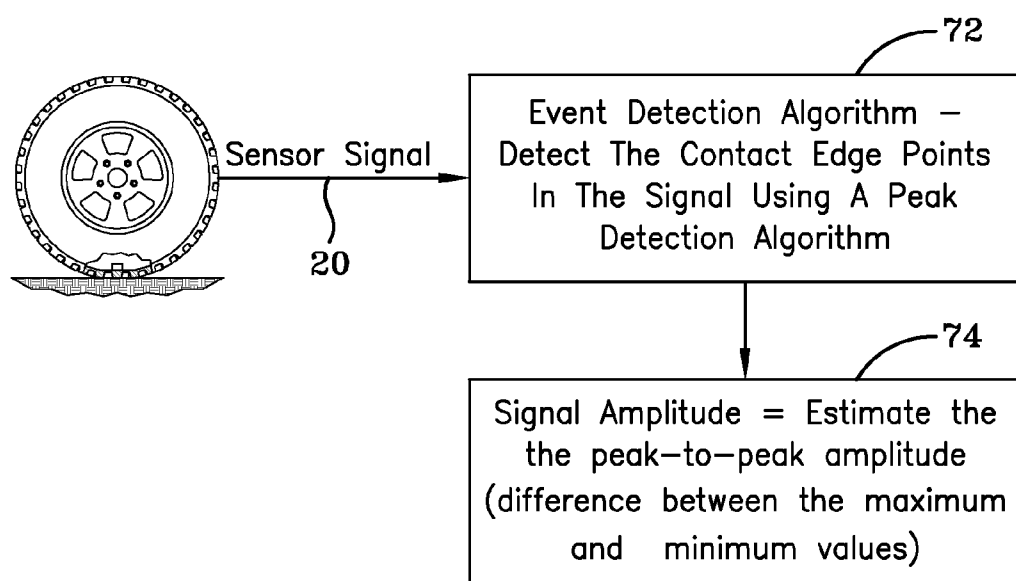 72
Event Detection Algorithm –
Detect The Contact Edge Points
In The Signal Using A Peak
Detection Algorithm
Sensor Signal
20
74
Signal Amplitude = Estimate the
the peak-to-peak amplitude
(difference between the maximum
and minimum values)